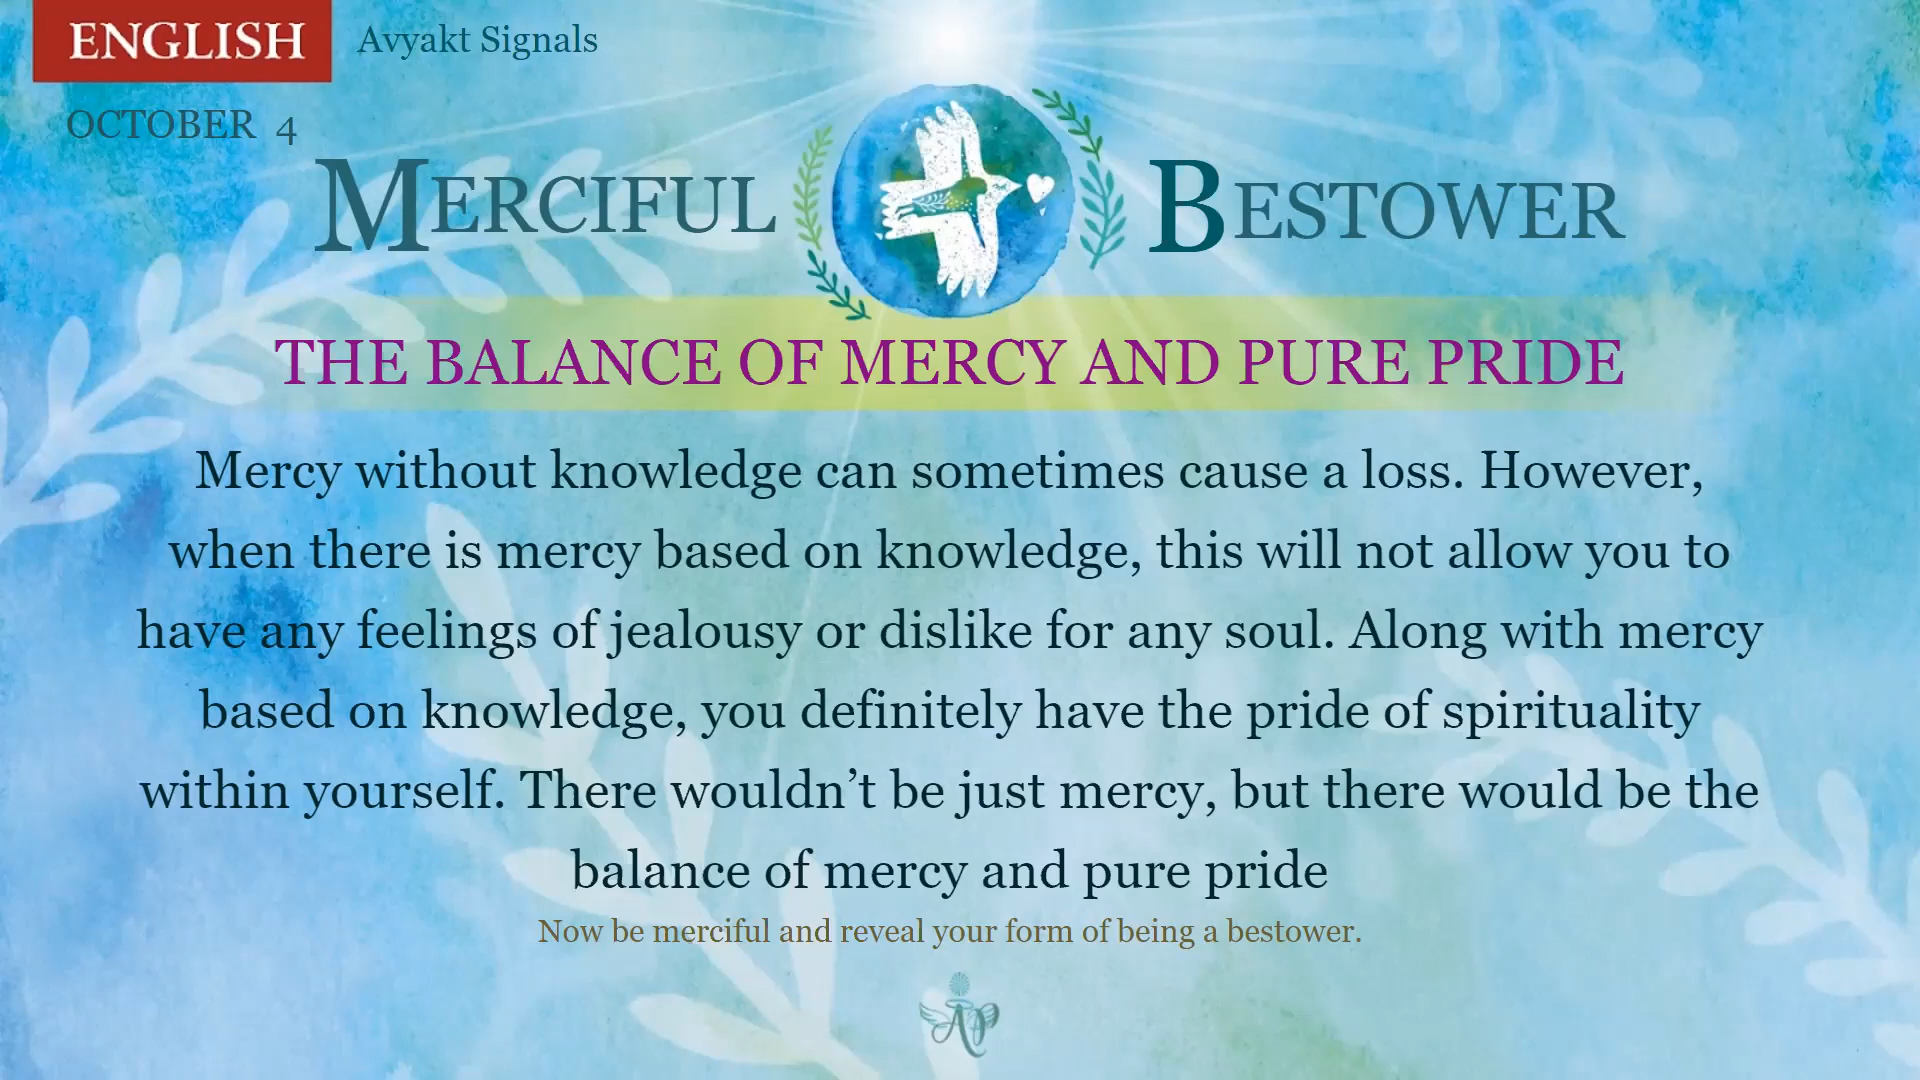 ENGLISH
Avyakt Signals
OCTOBER 4
MERCIFUL BESTOWER
THE BALANCE OF MERCY AND PURE PRIDE
Mercy without knowledge can sometimes cause a loss. However,
when there is mercy based on knowledge, this will not allow you to
have any feelings of jealousy or dislike for any soul. Along with mercy
based on knowledge, you definitely have the pride of spirituality
within yourself. There wouldn’t be just mercy, but there would be the
balance of mercy and pure pride
Now be merciful and reveal your form of being a bestower.
AP